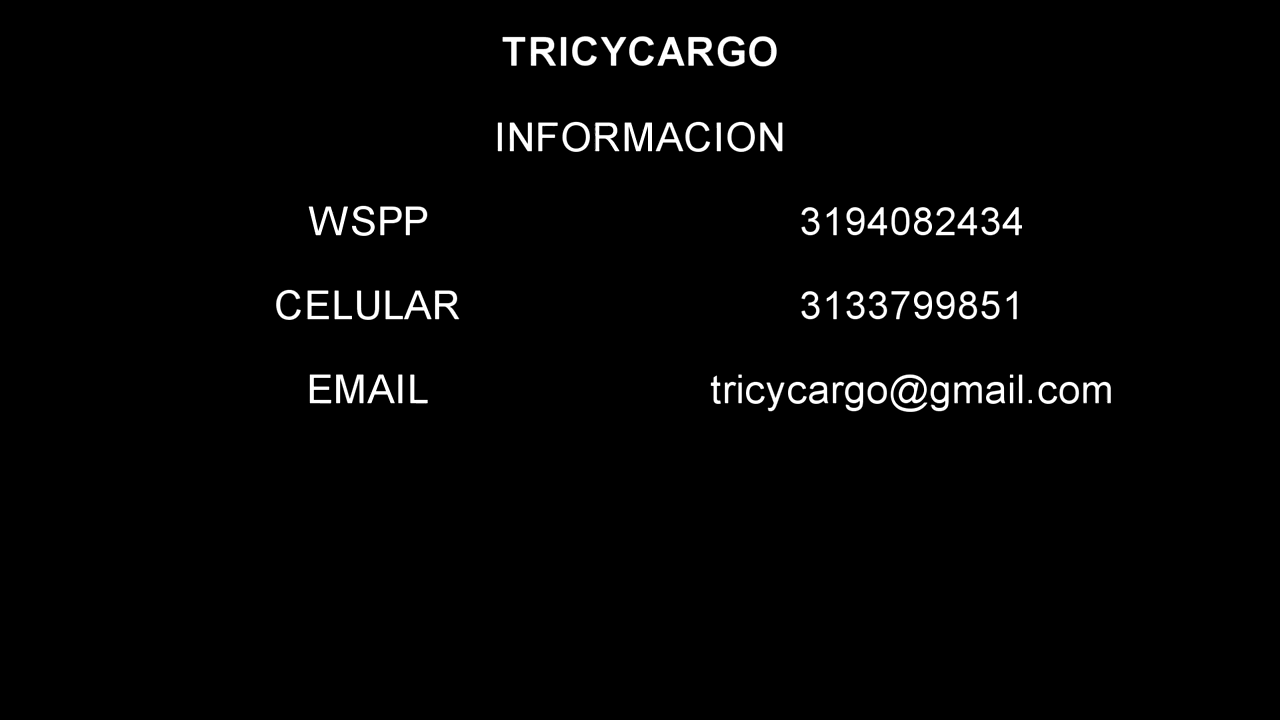 TRICYCARGO
INFORMACION
WSPP 3194082434
CELULAR 3133799851
EMAIL tricycargo@gmail.com